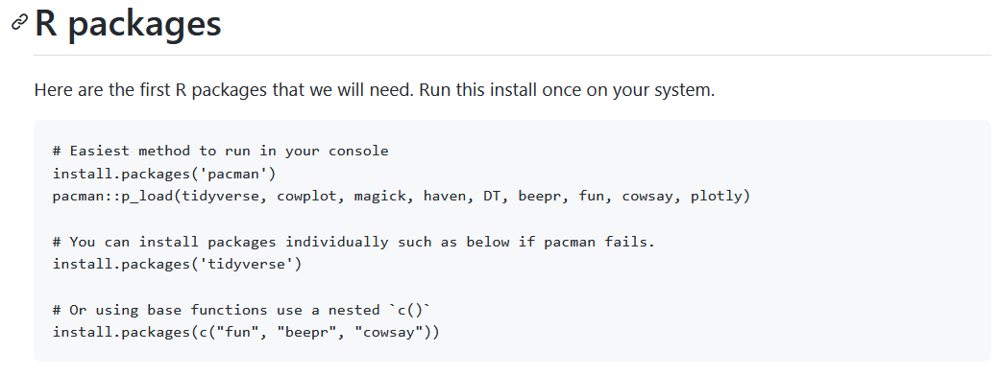 R packages
Here are the first R packages that we will need. Run this install once on your system.
# Easiest method to run in your console
install.packages('pacman')
pacman::p_load(tidyverse, cowplot, magick, haven, DT, beepr, fun, cowsay, plotly)
# You can install packages individually such as below if pacman fails.
install.packages('tidyverse')
# Or using base functions use a nested `c()`
install.packages(c("fun", "beepr", "cowsay"))